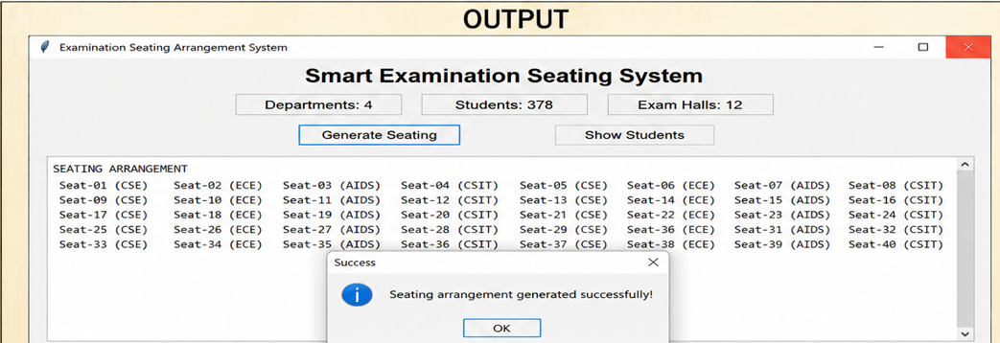 OUTPUT
Examination Seating Arrangement System
Smart Examination Seating System
Departments: 4 Students: 378 Exam Halls: 12
Generate Seating Show Students
SEATING ARRANGEMENT
Seat-01 (CSE) Seat-02 (ECE) Seat-03 (AIDS) Seat-04 (CSIT) Seat-05 (CSE) Seat-06 (ECE) Seat-07 (AIDS) Seat-08 (CSIT)
Seat-09 (CSE) Seat-10 (ECE) Seat-11 (AIDS) Seat-12 (CSIT) Seat-13 (CSE) Seat-14 (ECE) Seat-15 (AIDS) Seat-16 (CSIT)
Seat-17 (CSE) Seat-18 (ECE) Seat-19 (AIDS) Seat-20 (CSIT) Seat-21 (CSE) Seat-22 (ECE) Seat-23 (AIDS) Seat-24 (CSIT)
Seat-25 (CSE) Seat-26 (ECE) Seat-27 (AIDS) Seat-28 (CSIT) Seat-29 (CSE) Seat-36 (ECE) Seat-31 (AIDS) Seat-32 (CSIT)
Seat-33 (CSE) Seat-34 (ECE) Seat-35 (AIDS) Seat-36 (CSIT) Seat-37 (CSE) Seat-38 (ECE) Seat-39 (AIDS) Seat-40 (CSIT)
Success
Seating arrangement generated successfully!
OK